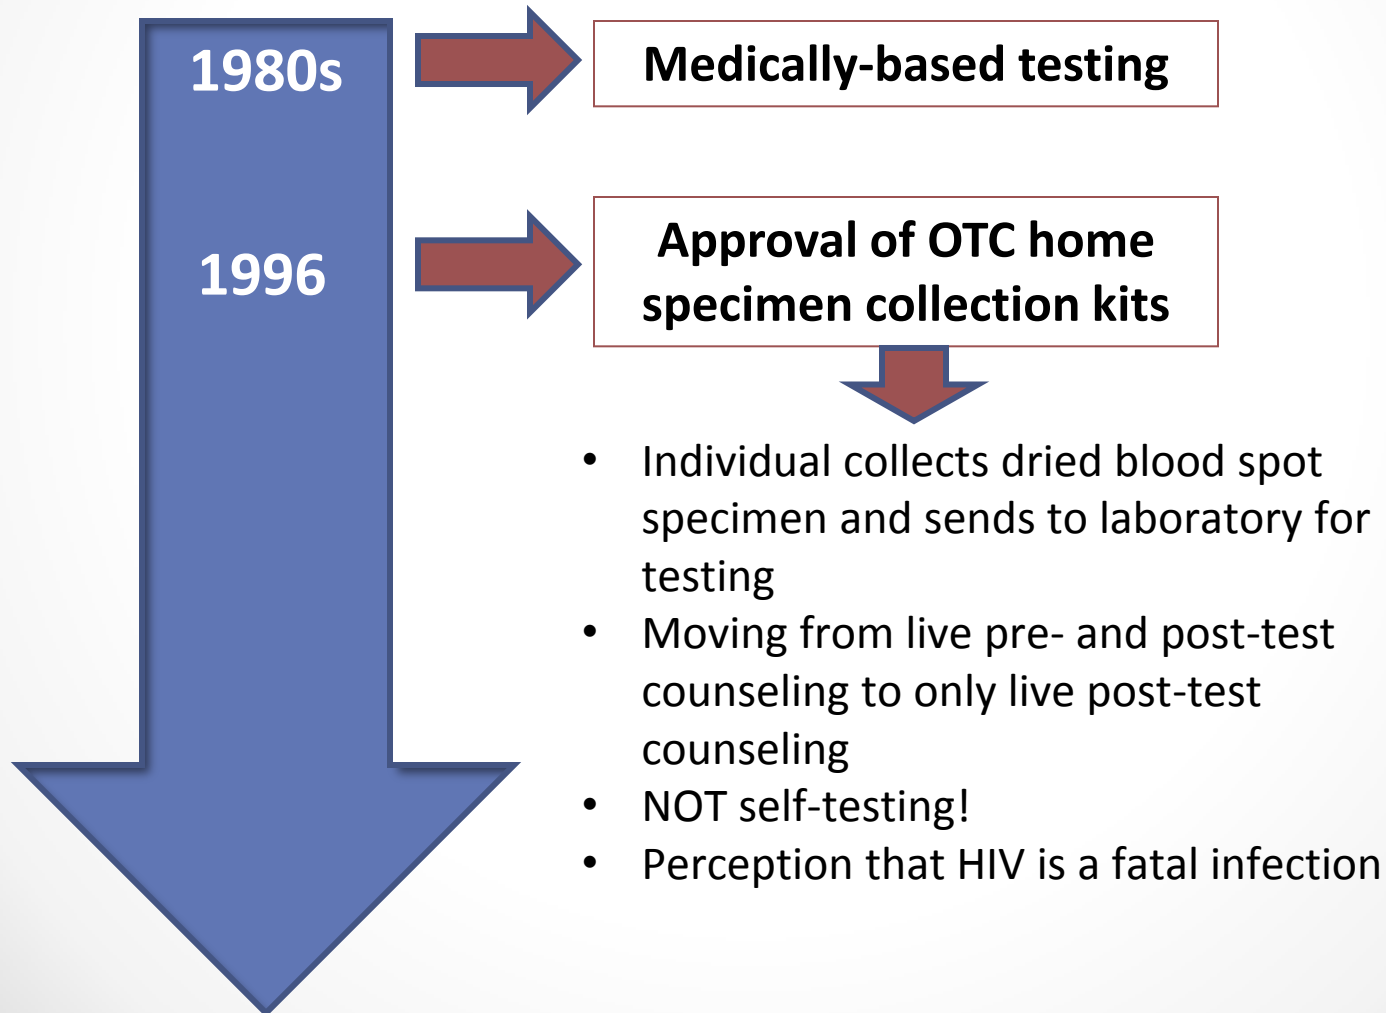 1980s
Medically-based testing
1996
Approval of OTC home
specimen collection kits
• Individual collects dried blood spot
specimen and sends to laboratory for
testing
• Moving from live pre- and post-test
counseling to only live post-test
counseling
• NOT self-testing!
• Perception that HIV is a fatal infection